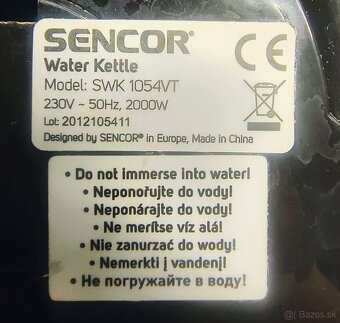 SENCOR®
Water Kettle
Model: SWK 1054VT
230V ~ 50Hz, 2000W
Lot: 2012105411
Designed by SENCOR® in Europe, Made in China
CE
• Do not immerse into water!
• Neponořujte do vody!
• Neponárajte do vody!
• Ne merítse víz alá!
• Nie zanurzać do wody!
• Nemerkti į vandenį!
• Не погружайте в воду!
Bazos.sk